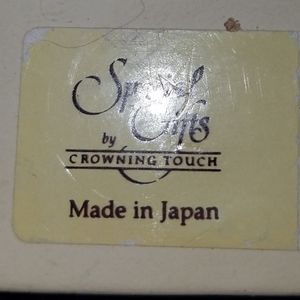 Special
Gifts
by
CROWNING TOUCH
Made in Japan